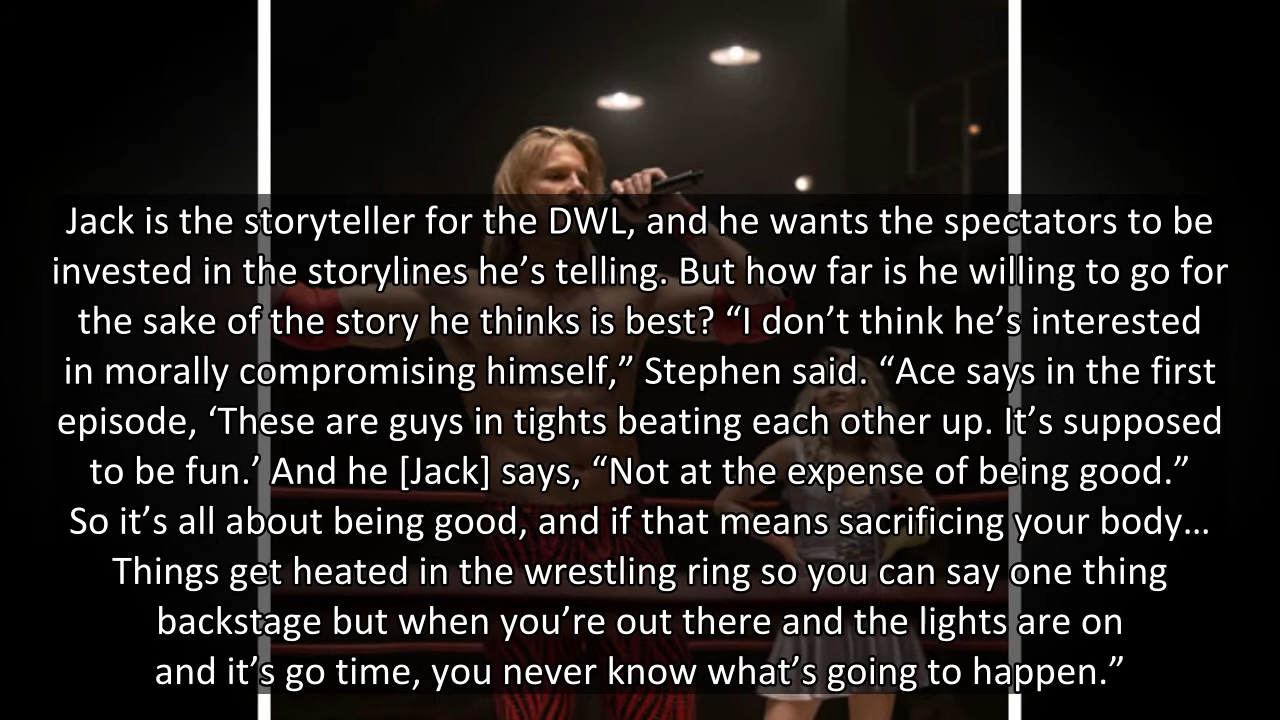 Jack is the storyteller for the DWL, and he wants the spectators to be
invested in the storylines he’s telling. But how far is he willing to go for
the sake of the story he thinks is best? “I don’t think he’s interested
in morally compromising himself,” Stephen said. “Ace says in the first
episode, ‘These are guys in tights beating each other up. It’s supposed
to be fun.’ And he [Jack] says, “Not at the expense of being good.”
So it’s all about being good, and if that means sacrificing your body...
Things get heated in the wrestling ring so you can say one thing
backstage but when you’re out there and the lights are on
and it’s go time, you never know what’s going to happen.”